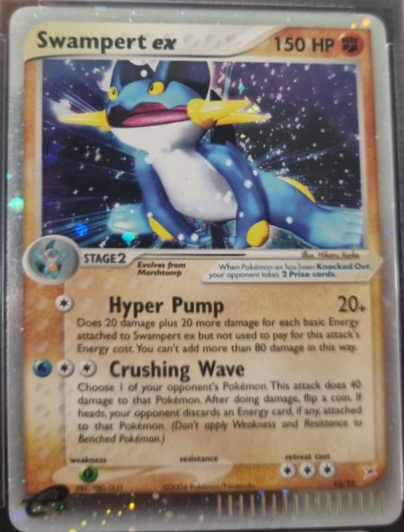 Swampert ex 150 HP
Illus. Hikaru Koike
STAGE2
Evolves from
Marshtomp
When Pokémon-ex has been Knocked Out,
your opponent takes 2 Prize cards.
Hyper Pump 20+
Does 20 damage plus 20 more damage for each basic Energy
attached to Swampert ex but not used to pay for this attack's
Energy cost. You can't add more than 80 damage in this way.
Crushing Wave
Choose 1 of your opponent's Pokémon. This attack does 40
damage to that Pokémon. After doing damage, flip a coin. If
heads, your opponent discards an Energy card, if any, attached
to that Pokémon. (Don't apply Weakness and Resistance to
Benched Pokémon.)
weakness resistance retreat cost
©2004 Pokémon/Nintendo